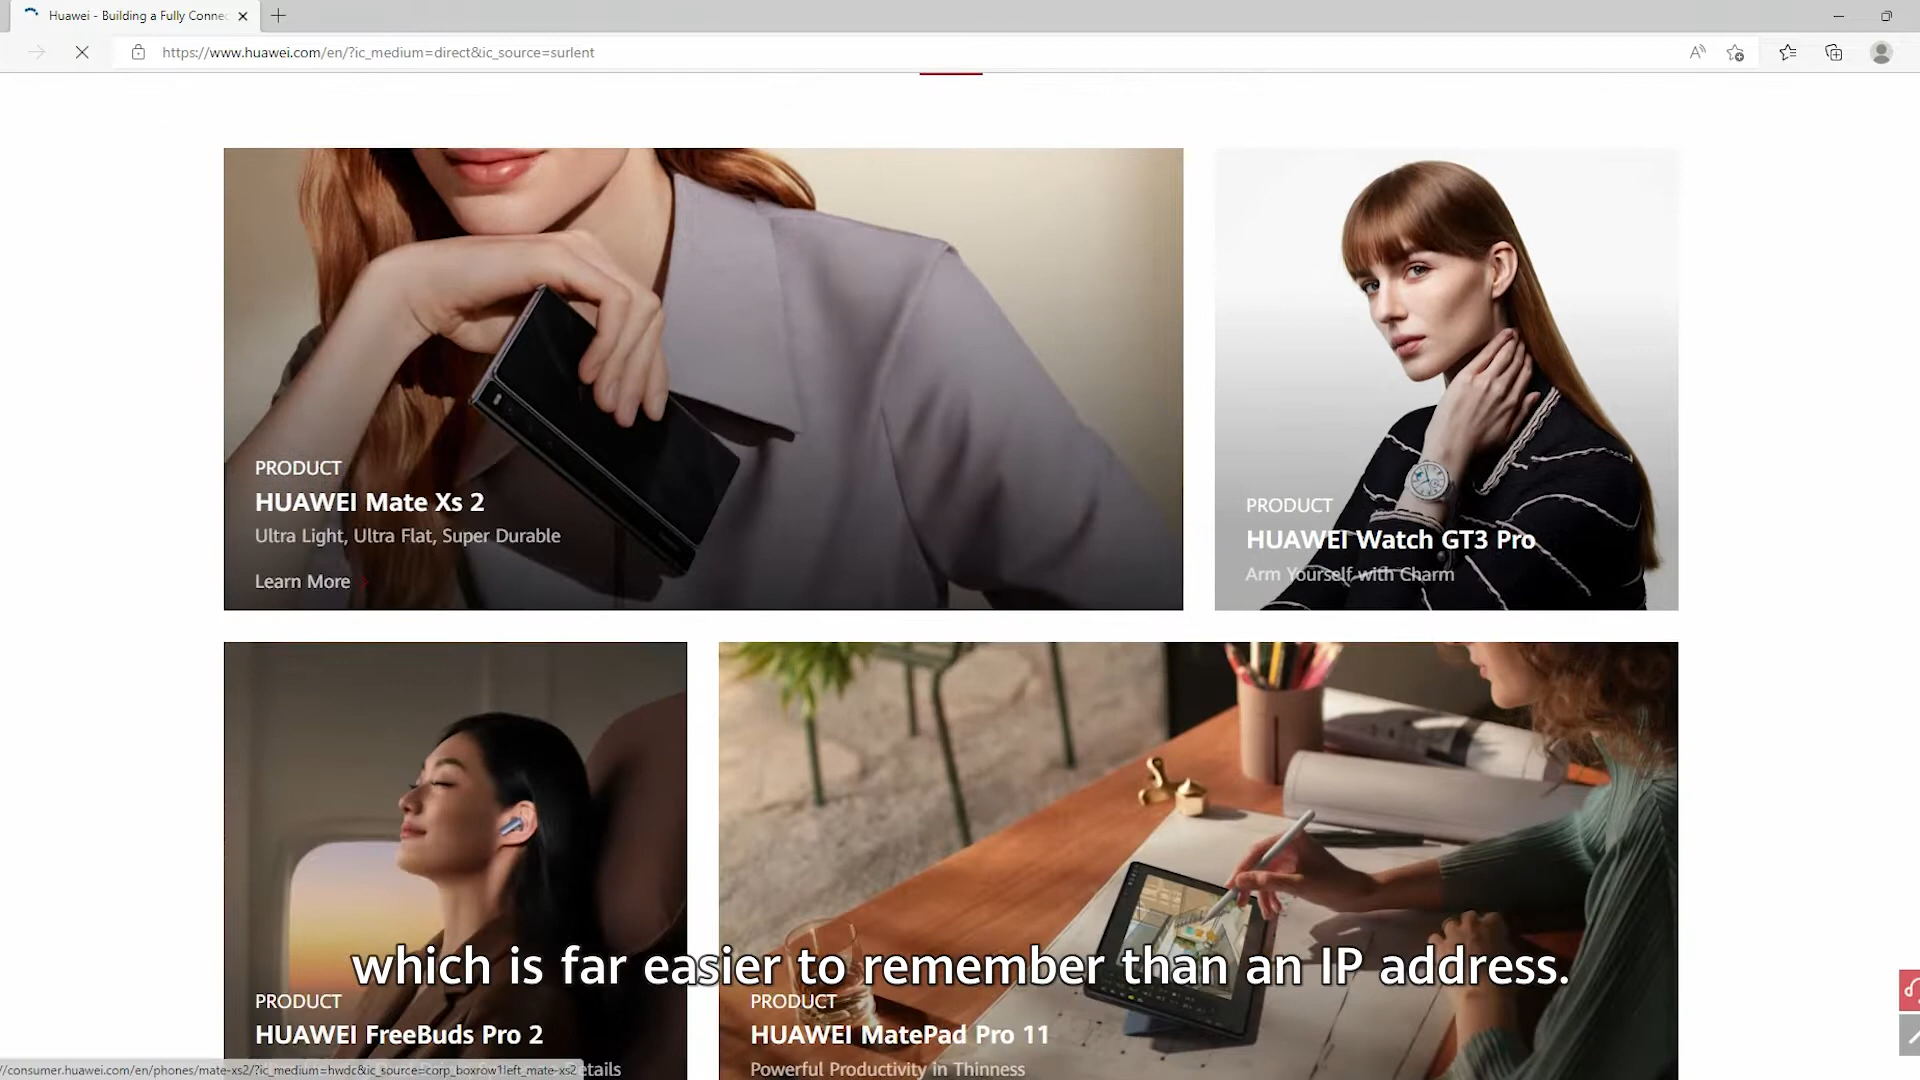 Huawei - Building a Fully Connec
https://www.huawei.com/en/?ic_medium=direct&ic_source=surlent
PRODUCT
HUAWEI Mate Xs 2
Ultra Light, Ultra Flat, Super Durable
Learn More
PRODUCT
HUAWEI Watch GT3 Pro
Arm Yourself with Charm
which is far easier to remember than an IP address.
PRODUCT
HUAWEI FreeBuds Pro 2
etails
PRODUCT
HUAWEI MatePad Pro 11
Powerful Productivity in Thinness
//consumer.huawei.com/en/phones/mate-xs2/?ic_medium=hwdc&ic_source=corp_boxrow1left_mate-xs2